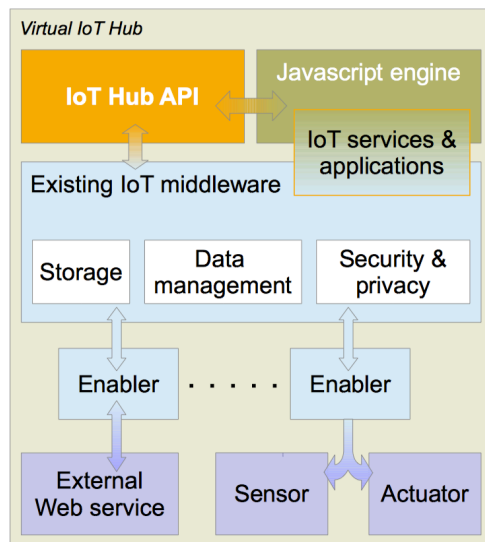 Virtual IoT Hub
IoT Hub API
Javascript engine
IoT services &
applications
Existing IoT middleware
Storage
Data
management
Security &
privacy
Enabler
. . . . .
Enabler
External
Web service
Sensor
Actuator